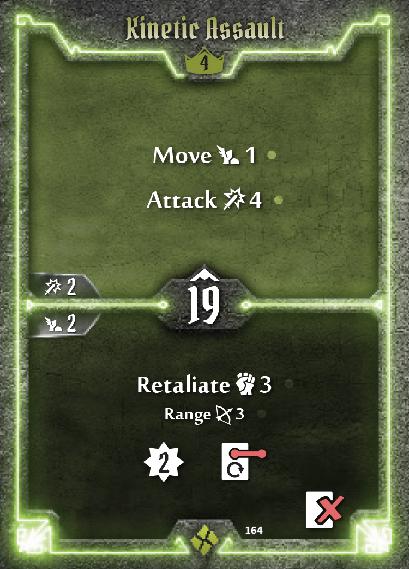 Kinetic Assault
4
Move 1
Attack 4
2
19
2
Retaliate 3
Range 3
2
164